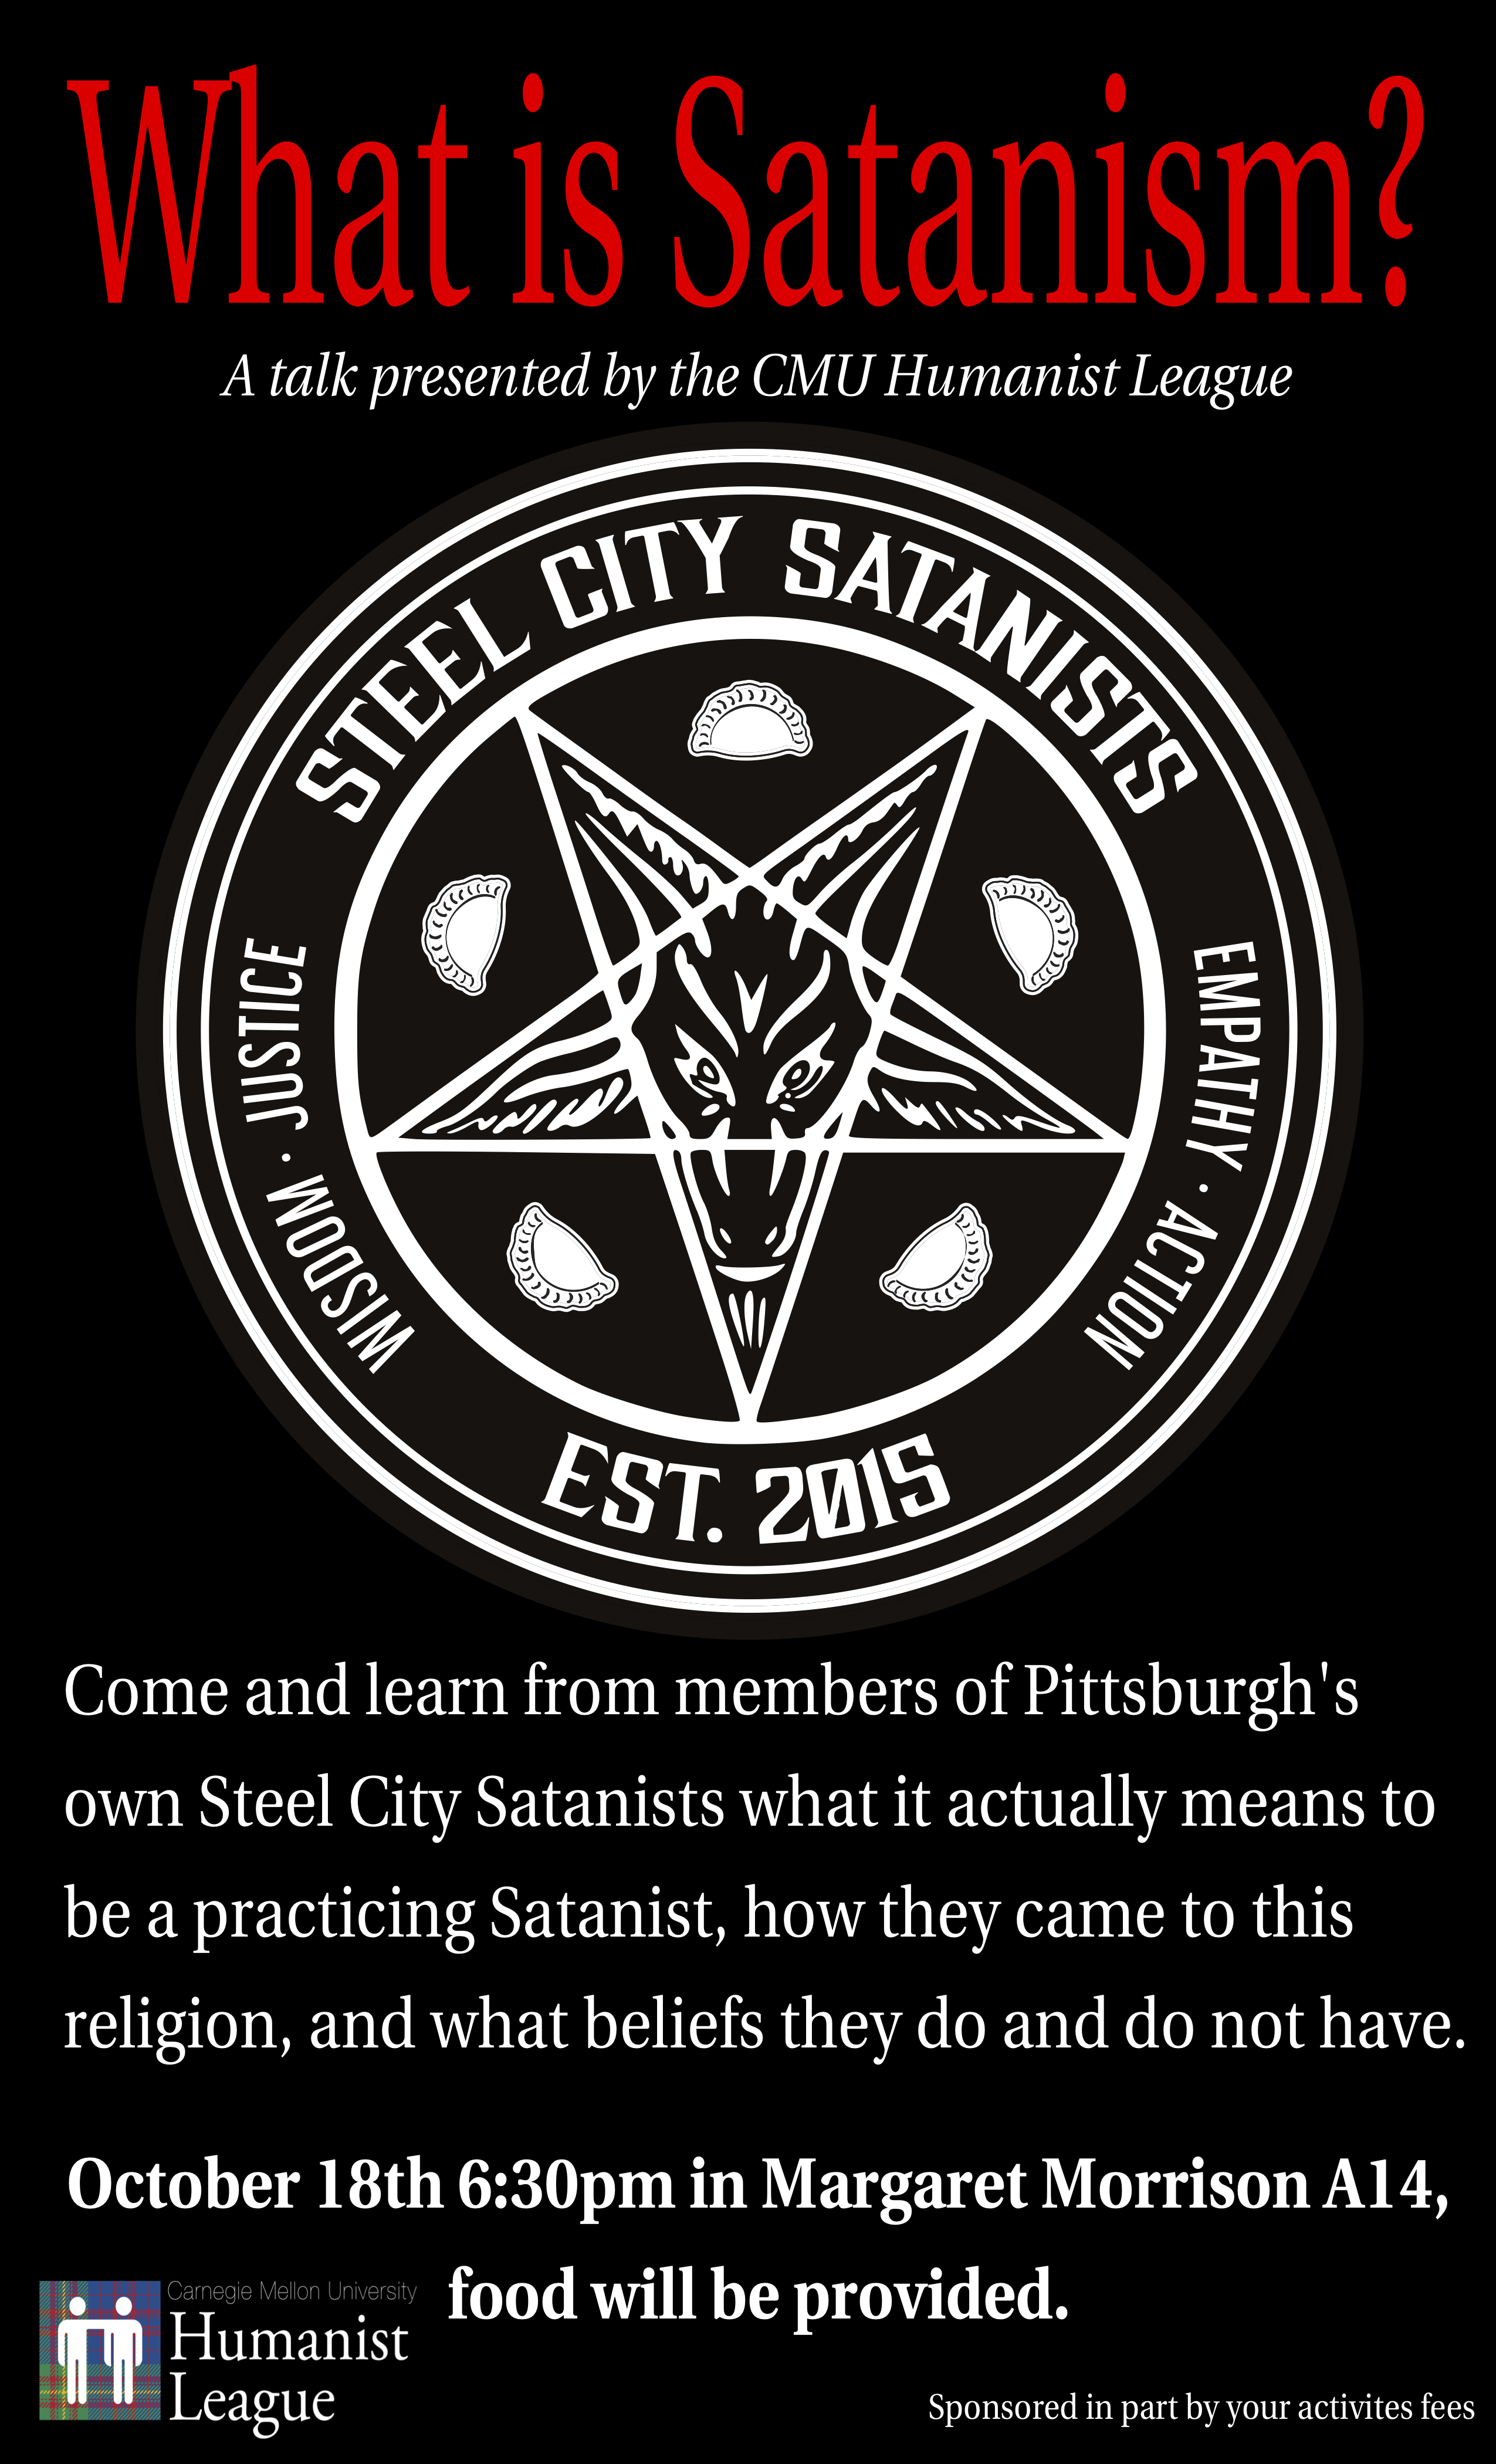 What is Satanism?
A talk presented by the CMU Humanist League
STEEL CITY SATANISTS
WISDOM · JUSTICE
EMPATHY · ACTION
EST. 2015
Come and learn from members of Pittsburgh's
own Steel City Satanists what it actually means to
be a practicing Satanist, how they came to this
religion, and what beliefs they do and do not have.
October 18th 6:30pm in Margaret Morrison A14,
food will be provided.
Carnegie Mellon University
Humanist
League
Sponsored in part by your activites fees